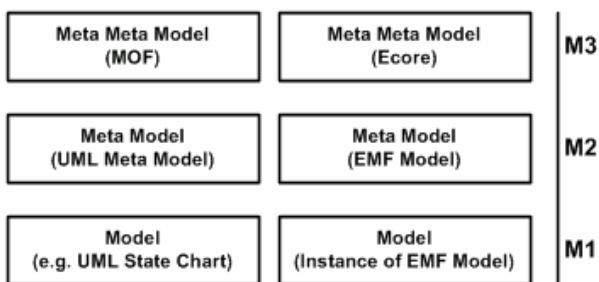 Meta Meta Model
(MOF)
Meta Meta Model
(Ecore)
M3
Meta Model
(UML Meta Model)
Meta Model
(EMF Model)
M2
Model
(e.g. UML State Chart)
Model
(Instance of EMF Model)
M1